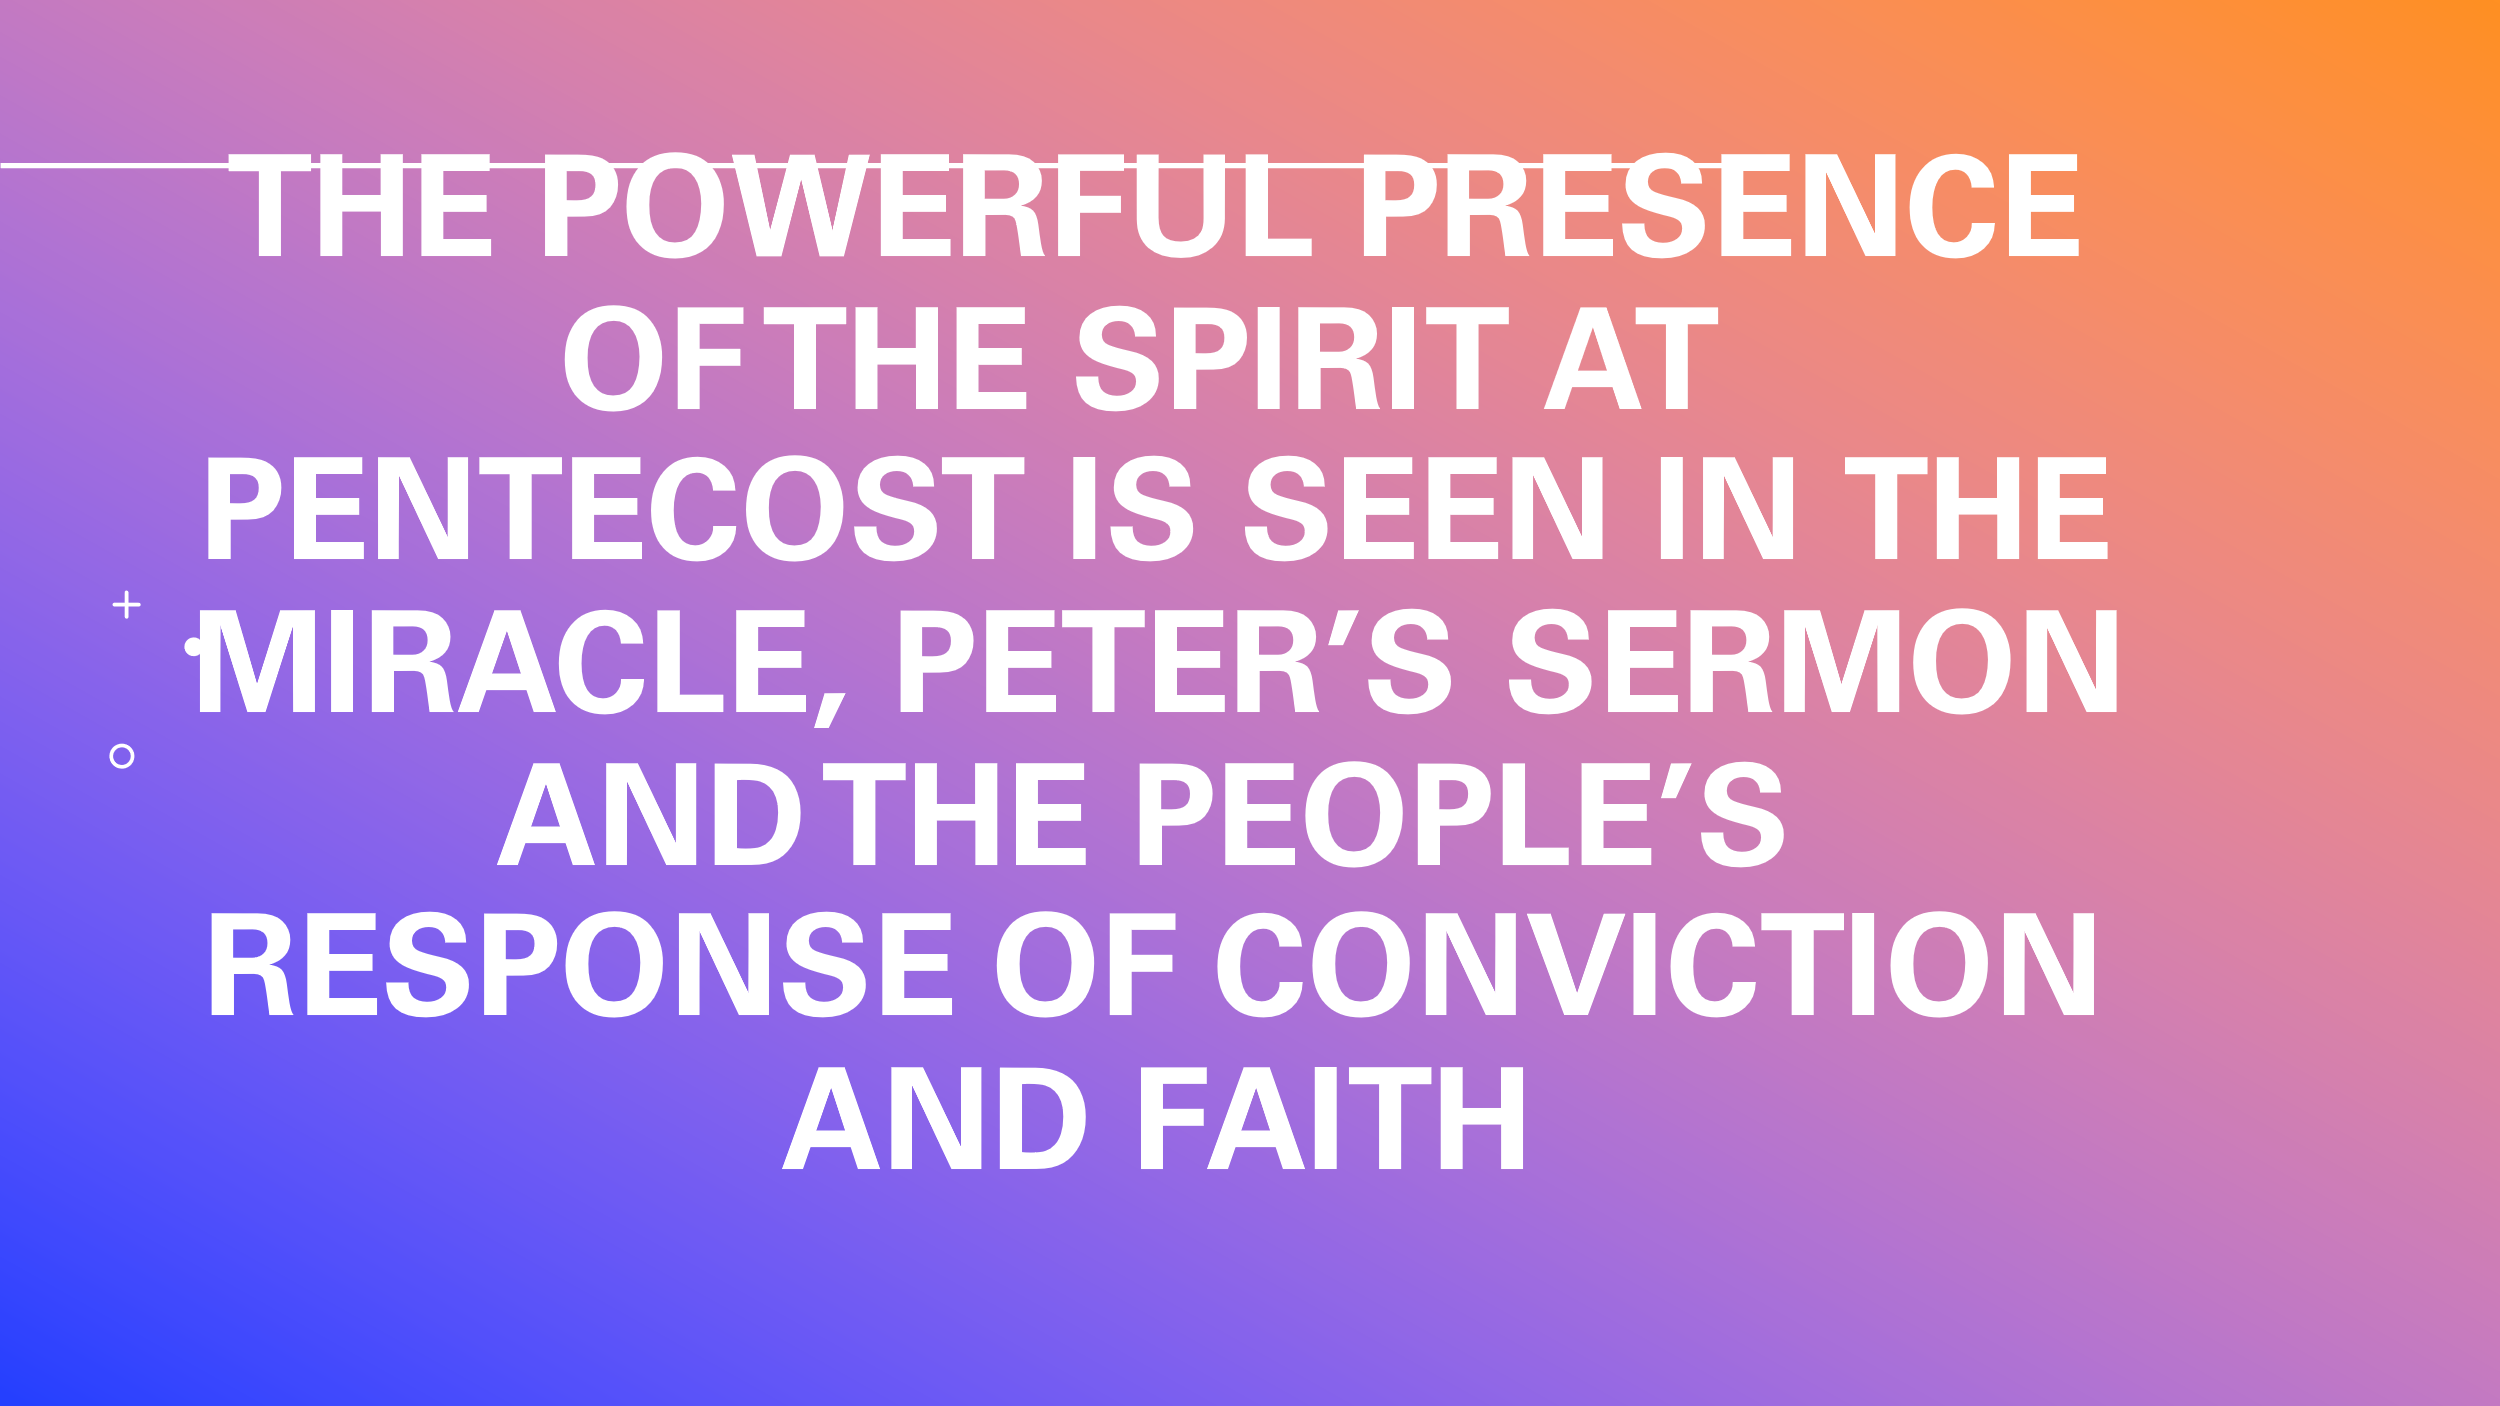 THE POWERFUL PRESENCE
OF THE SPIRIT AT
PENTECOST IS SEEN IN THE
MIRACLE, PETER’S SERMON
AND THE PEOPLE’S
RESPONSE OF CONVICTION
AND FAITH